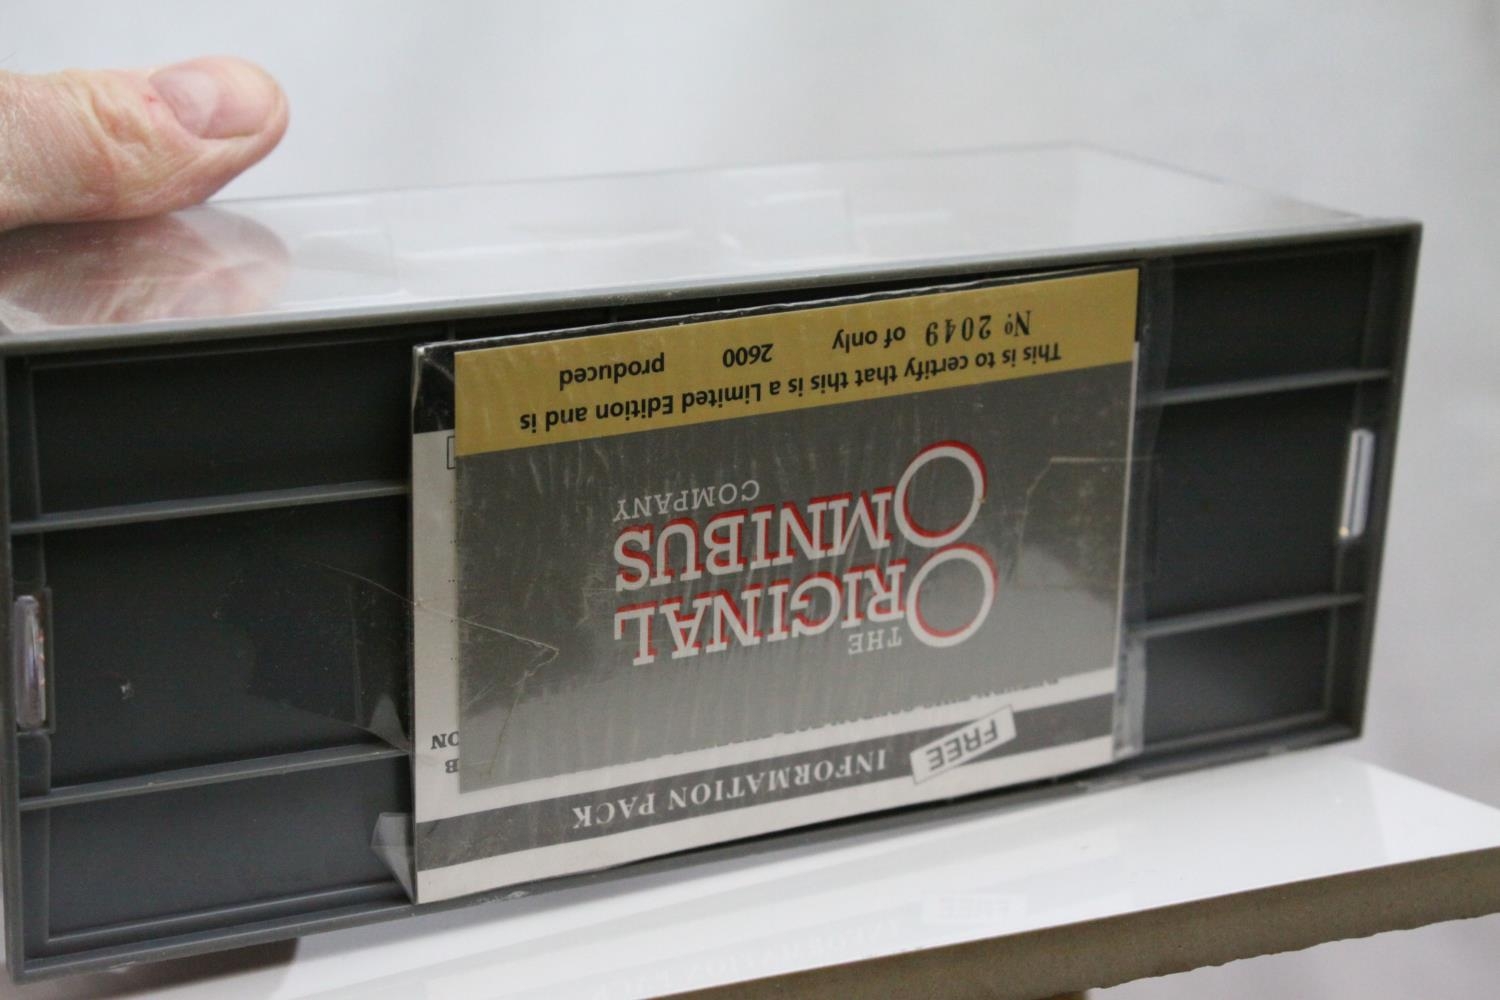 FREE
INFORMATION PACK
THE
ORIGINAL
OMNIBUS
COMPANY
This is to certify that this is a Limited Edition and is
Nº 2049 of only 2600 produced